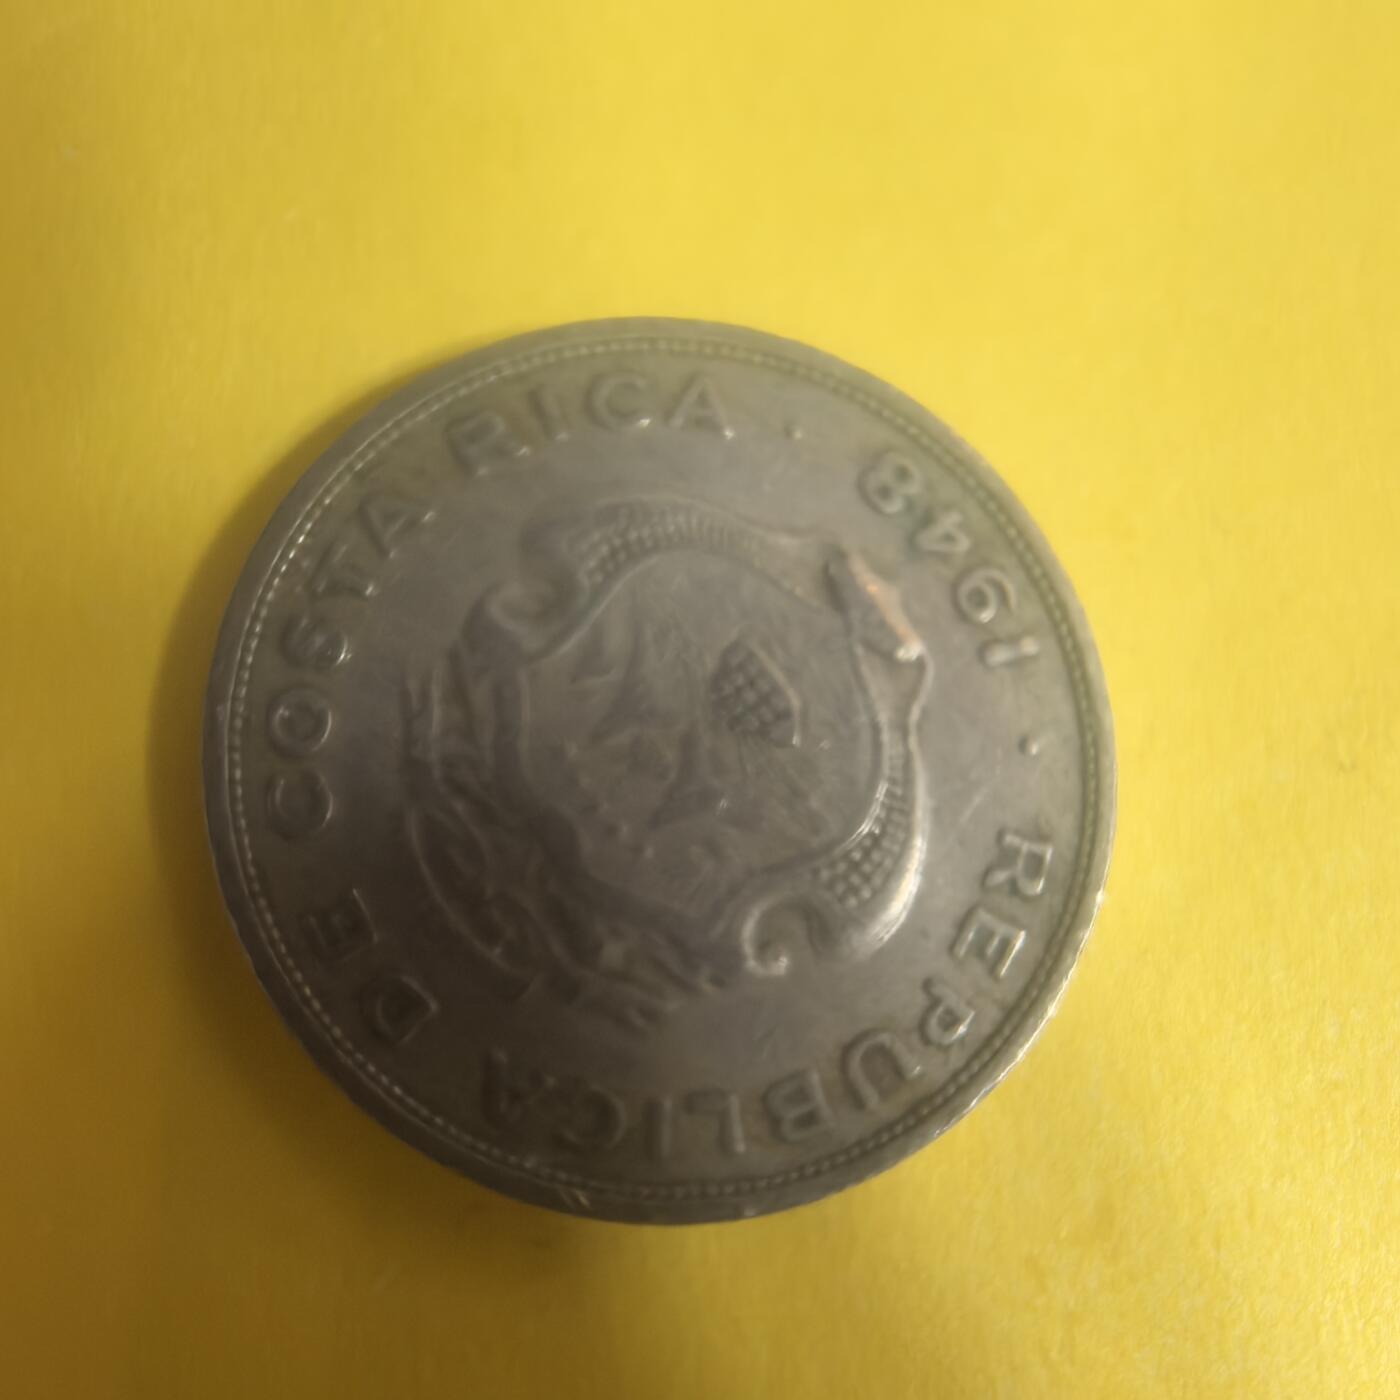 REPUBLICA DE COSTA RICA ·
1948 ·